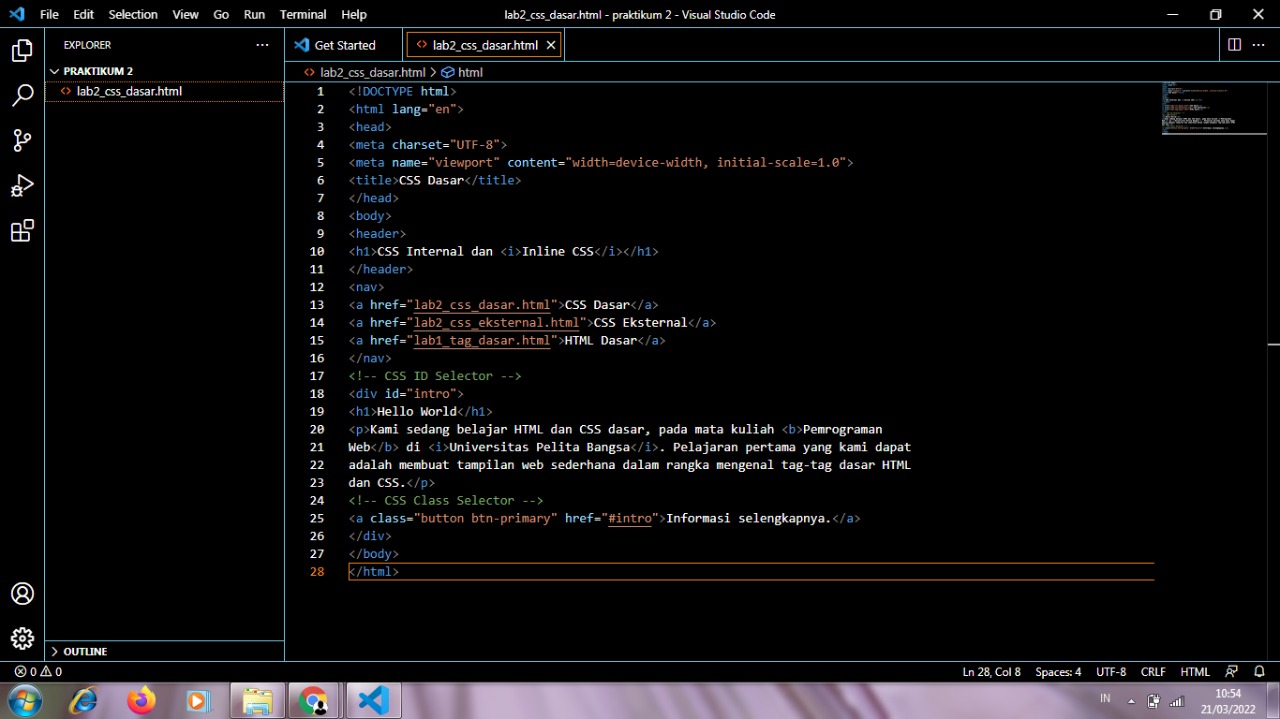 File Edit Selection View Go Run Terminal Help
lab2_css_dasar.html - praktikum 2 - Visual Studio Code
EXPLORER
PRAKTIKUM 2
lab2_css_dasar.html
OUTLINE
Get Started
lab2_css_dasar.html
lab2_css_dasar.html > html
1 <!DOCTYPE html>
2 <html lang="en">
3 <head>
4 <meta charset="UTF-8">
5 <meta name="viewport" content="width=device-width, initial-scale=1.0">
6 <title>CSS Dasar</title>
7 </head>
8 <body>
9 <header>
10 <h1>CSS Internal dan <i>Inline CSS</i></h1>
11 </header>
12 <nav>
13 <a href="lab2_css_dasar.html">CSS Dasar</a>
14 <a href="lab2_css_eksternal.html">CSS Eksternal</a>
15 <a href="lab1_tag_dasar.html">HTML Dasar</a>
16 </nav>
17 <!-- CSS ID Selector -->
18 <div id="intro">
19 <h1>Hello World</h1>
20 <p>Kami sedang belajar HTML dan CSS dasar, pada mata kuliah <b>Pemrograman
21 Web</b> di <i>Universitas Pelita Bangsa</i>. Pelajaran pertama yang kami dapat
22 adalah membuat tampilan web sederhana dalam rangka mengenal tag-tag dasar HTML
23 dan CSS.</p>
24 <!-- CSS Class Selector -->
25 <a class="button btn-primary" href="#intro">Informasi selengkapnya.</a>
26 </div>
27 </body>
28 </html>
0 0
Ln 28, Col 8 Spaces: 4 UTF-8 CRLF HTML
IN
10:54
21/03/2022